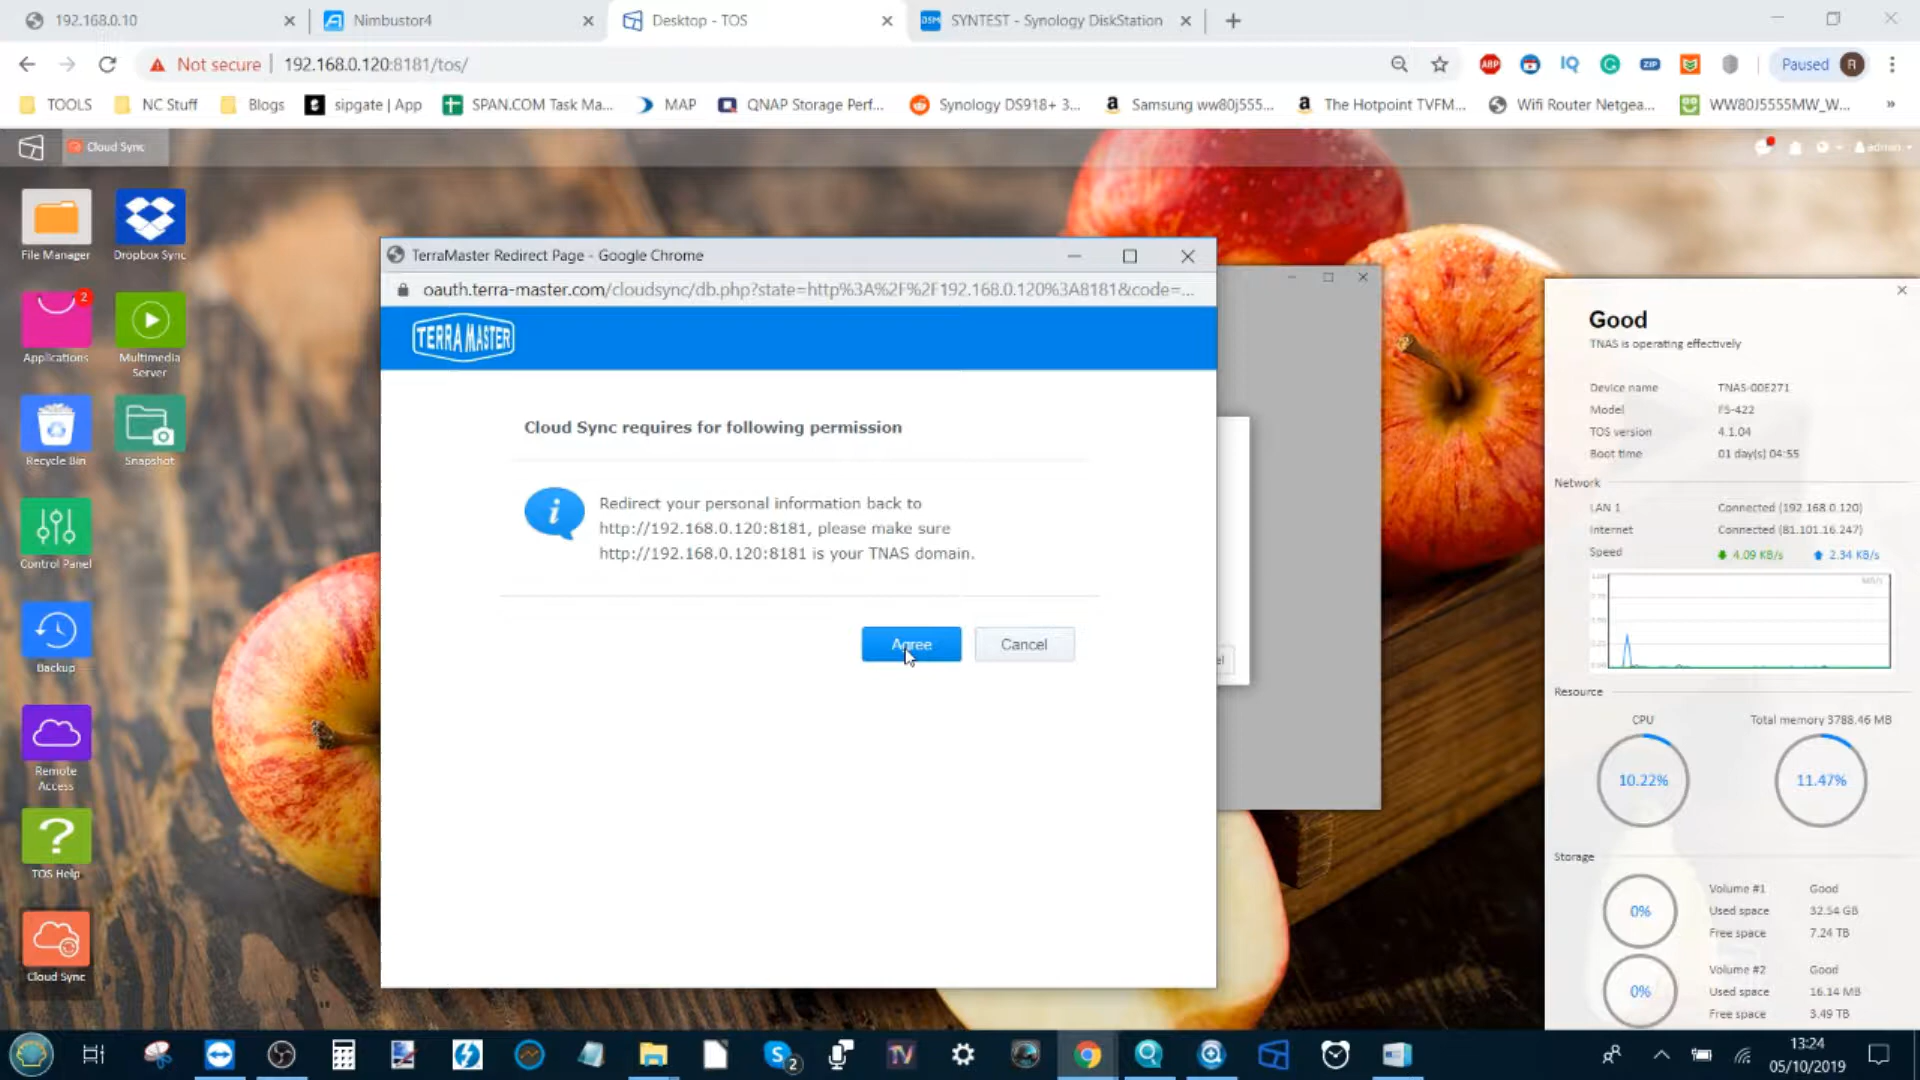 192.168.0.10
Nimbustor4
Desktop - TOS
SYNTEST - Synology DiskStation
Not secure
192.168.0.120:8181/tos/
Paused
R
TOOLS
NC Stuff
Blogs
sipgate | App
SPAN.COM Task Ma...
MAP
QNAP Storage Perf...
Synology DS918+ 3...
Samsung ww80j555...
The Hotpoint TVFM...
Wifi Router Netgea...
WW80J5555MW_W...
»
Cloud Sync
admin
File Manager
Dropbox Sync
2
Applications
Multimedia
Server
Recycle Bin
Snapshot
Control Panel
Backup
Remote
Access
TOS Help
Cloud Sync
TerraMaster Redirect Page - Google Chrome
oauth.terra-master.com/cloudsync/db.php?state=http%3A%2F%2F192.168.0.120%3A8181&code=...
TERRAMASTER
Cloud Sync requires for following permission
Redirect your personal information back to
http://192.168.0.120:8181, please make sure
http://192.168.0.120:8181 is your TNAS domain.
Agree
Cancel
Good
TNAS is operating effectively
Device name TNAS-00E271
Model F5-422
TOS version 4.1.04
Boot time 01 day(s) 04:55
Network
LAN 1 Connected (192.168.0.120)
Internet Connected (81.101.16.247)
Speed 4.09 KB/s 2.34 KB/s
Resource
CPU Total memory 3788.46 MB
10.22% 11.47%
Storage
0%
Volume #1 Good
Used space 32.54 GB
Free space 7.24 TB
0%
Volume #2 Good
Used space 16.14 MB
Free space 3.49 TB
2
13:24
05/10/2019